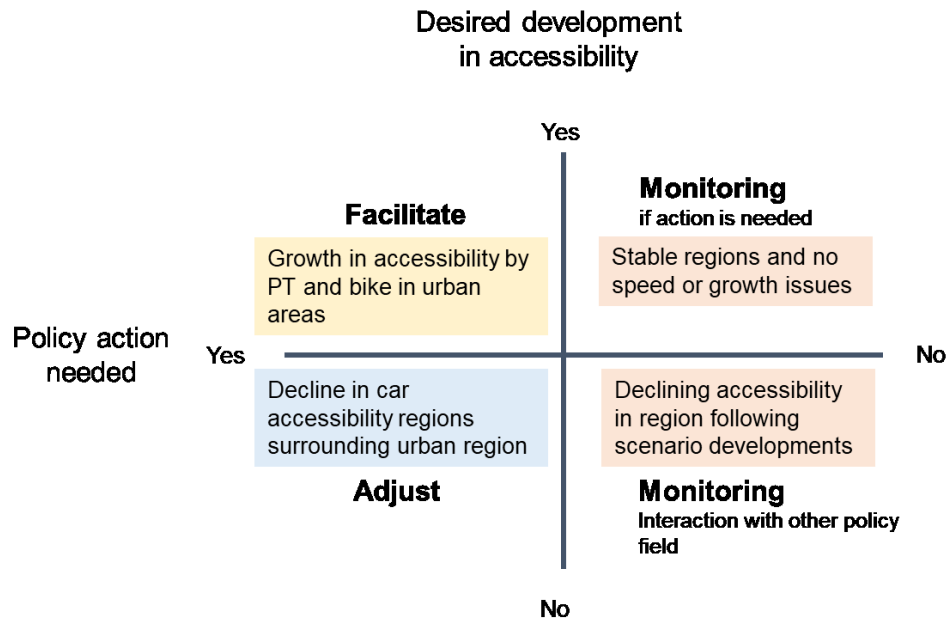 Desired development
in accessibility
Yes
Monitoring
if action is needed
Facilitate
Growth in accessibility by
PT and bike in urban
areas
Stable regions and no
speed or growth issues
Policy action
needed
Yes
No
Decline in car
accessibility regions
surrounding urban region
Declining accessibility
in region following
scenario developments
Adjust
Monitoring
Interaction with other policy
field
No